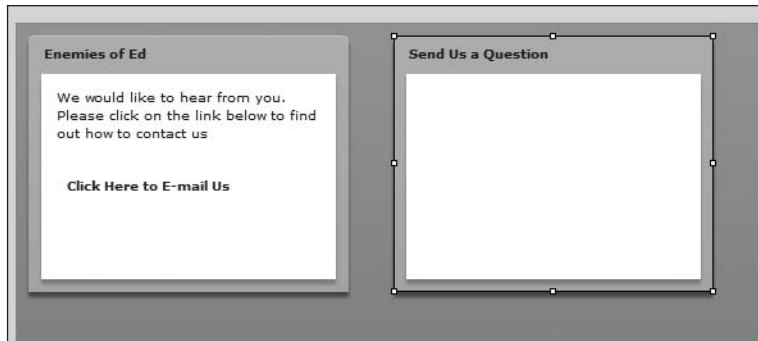 Enemies of Ed
We would like to hear from you.
Please click on the link below to find
out how to contact us
Click Here to E-mail Us
Send Us a Question